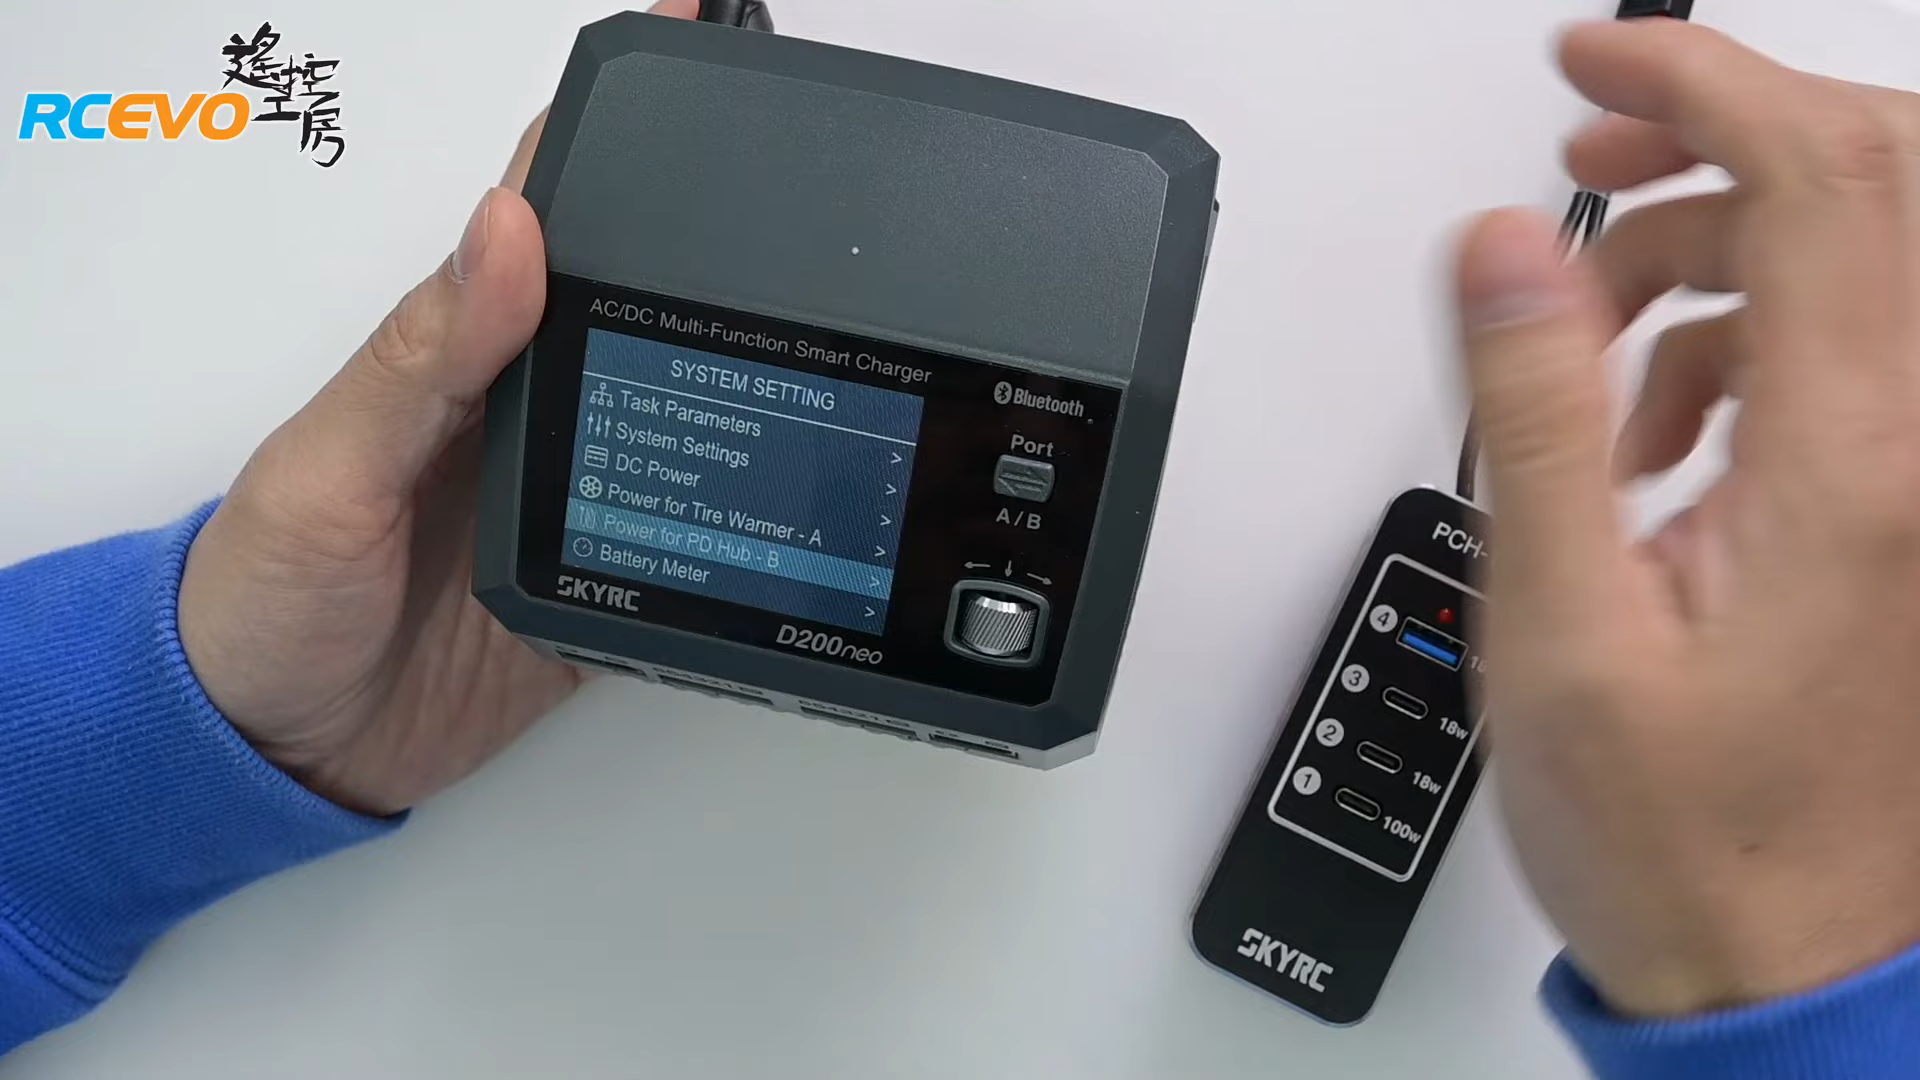 RCEVO 遙控工房
AC/DC Multi-Function Smart Charger
SYSTEM SETTING
Task Parameters >
System Settings >
DC Power >
Power for Tire Warmer - A >
Power for PD Hub - B >
Battery Meter >
SKYRC
D200neo
Bluetooth
Port
A/B
PCH-
4
3 18w
2 18w
1 100w
SKYRC